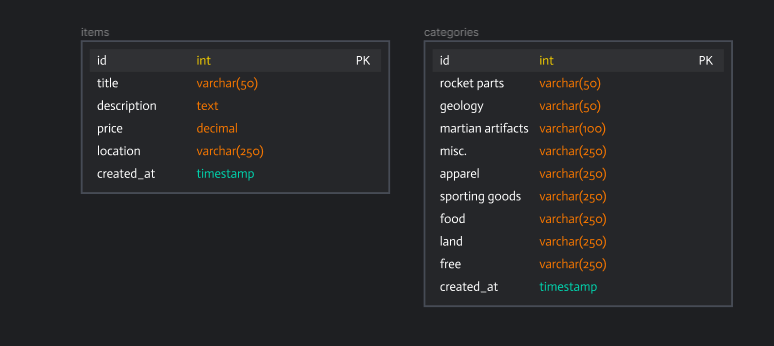 items
id int PK
title varchar(50)
description text
price decimal
location varchar(250)
created_at timestamp
categories
id int PK
rocket parts varchar(50)
geology varchar(50)
martian artifacts varchar(100)
misc. varchar(250)
apparel varchar(250)
sporting goods varchar(250)
food varchar(250)
land varchar(250)
free varchar(250)
created_at timestamp